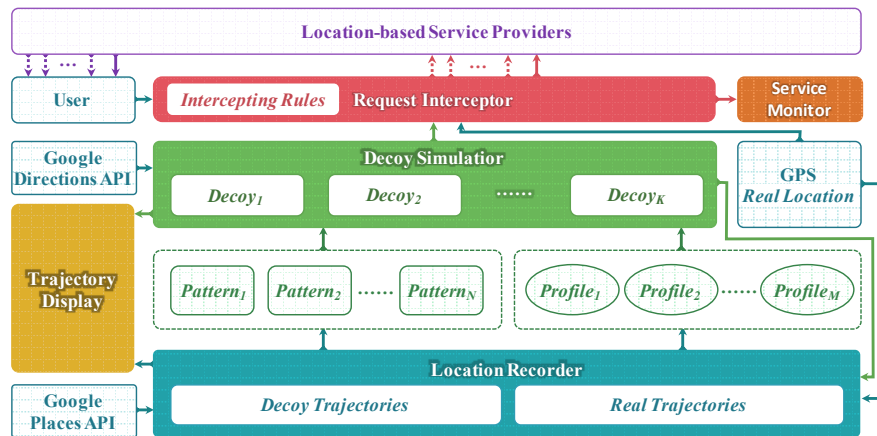 Location-based Service Providers
...
...
User
Intercepting Rules
Request Interceptor
Service
Monitor
Google
Directions API
Decoy Simulatior
Decoy1
Decoy2
......
DecoyK
GPS
Real Location
Trajectory
Display
Pattern1
Pattern2
......
PatternN
Profile1
Profile2
......
ProfileM
Location Recorder
Google
Places API
Decoy Trajectories
Real Trajectories